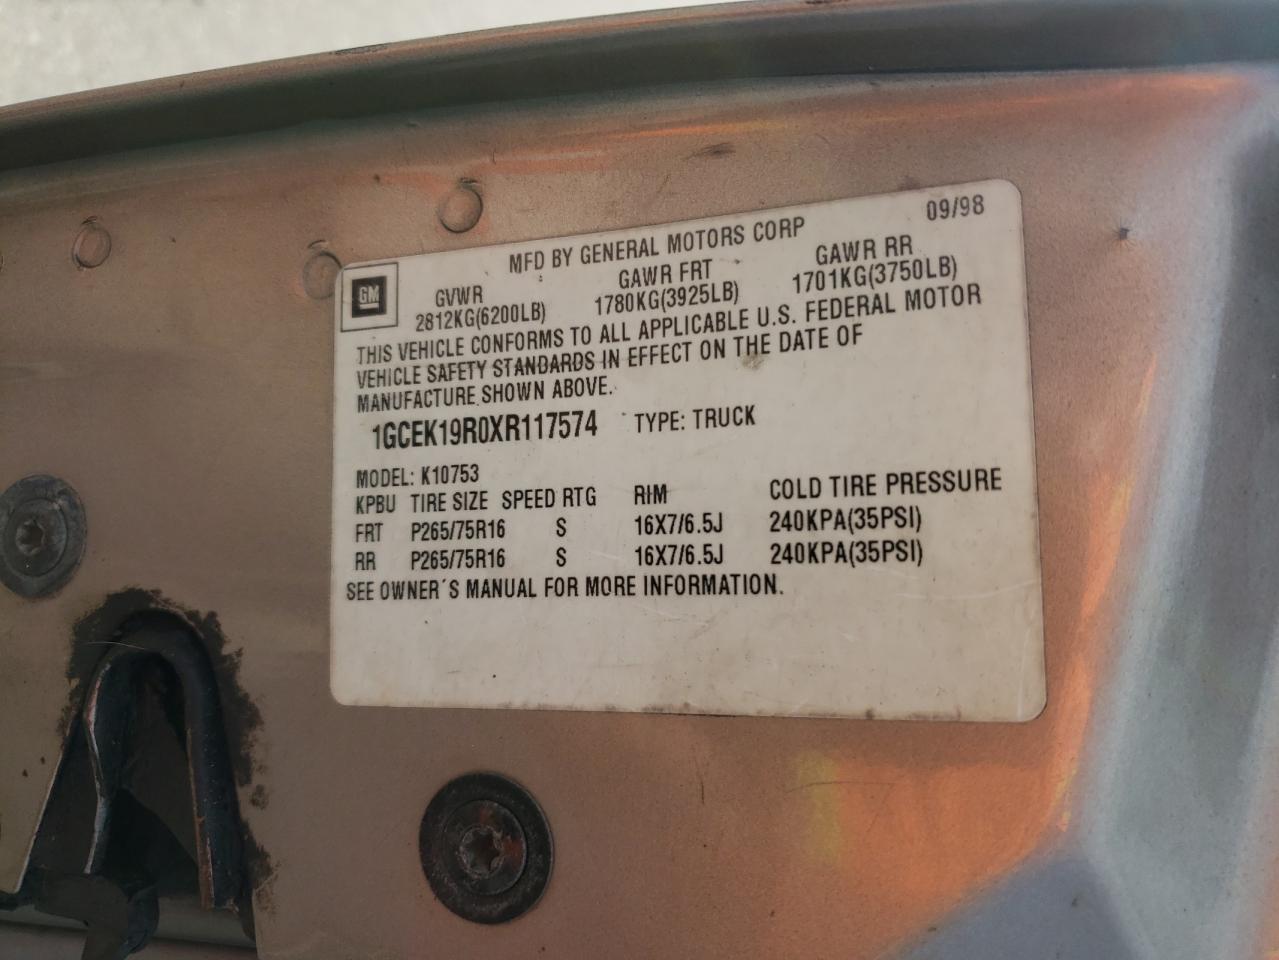 09/98
MFD BY GENERAL MOTORS CORP
GM
GVWR GAWR FRT GAWR RR
2812KG(6200LB) 1780KG(3925LB) 1701KG(3750LB)
THIS VEHICLE CONFORMS TO ALL APPLICABLE U.S. FEDERAL MOTOR
VEHICLE SAFETY STANDARDS IN EFFECT ON THE DATE OF
MANUFACTURE SHOWN ABOVE.
1GCEK19R0XR117574 TYPE: TRUCK
MODEL: K10753
KPBU TIRE SIZE SPEED RTG RIM COLD TIRE PRESSURE
FRT P265/75R16 S 16X7/6.5J 240KPA(35PSI)
RR P265/75R16 S 16X7/6.5J 240KPA(35PSI)
SEE OWNER'S MANUAL FOR MORE INFORMATION.